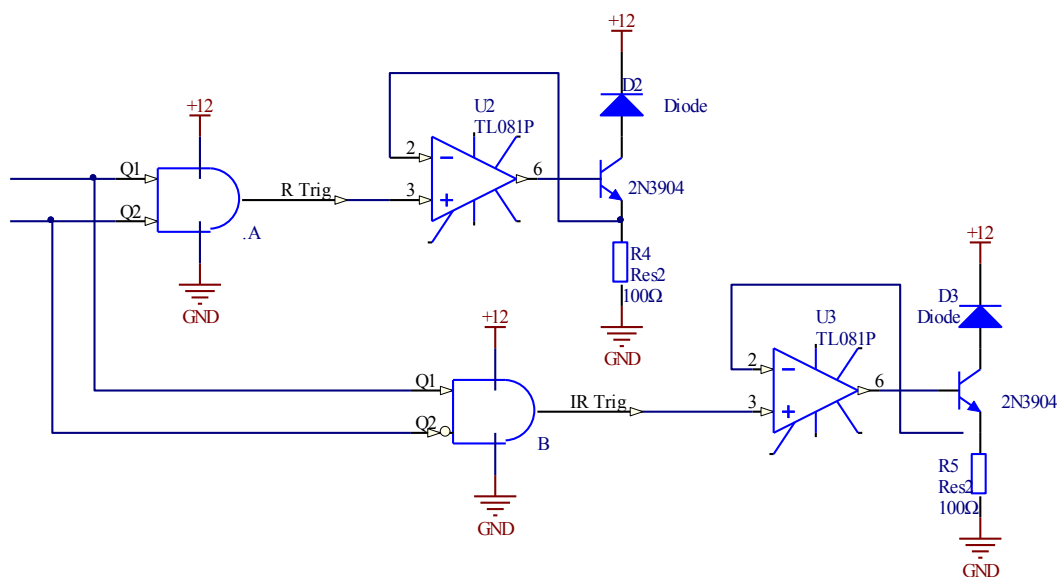 +12
D2
Diode
U2
TL081P
+12
2
6
Q1
R Trig
3
2N3904
Q2
.A
+12
R4
Res2
100Ω
GND
D3
Diode
+12
GND
U3
TL081P
2
6
Q1
IR Trig
3
2N3904
Q2
B
R5
Res2
100Ω
GND
GND